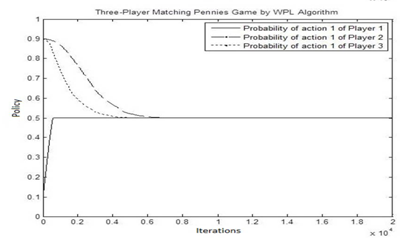 Three-Player Matching Pennies Game by WPL Algorithm
Probability of action 1 of Player 1
Probability of action 1 of Player 2
Probability of action 1 of Player 3
1
0.9
0.8
0.7
0.6
0.5
0.4
0.3
0.2
0.1
0
Policy
0 0.2 0.4 0.6 0.8 1 1.2 1.4 1.6 1.8 2
Iterations
× 10⁴